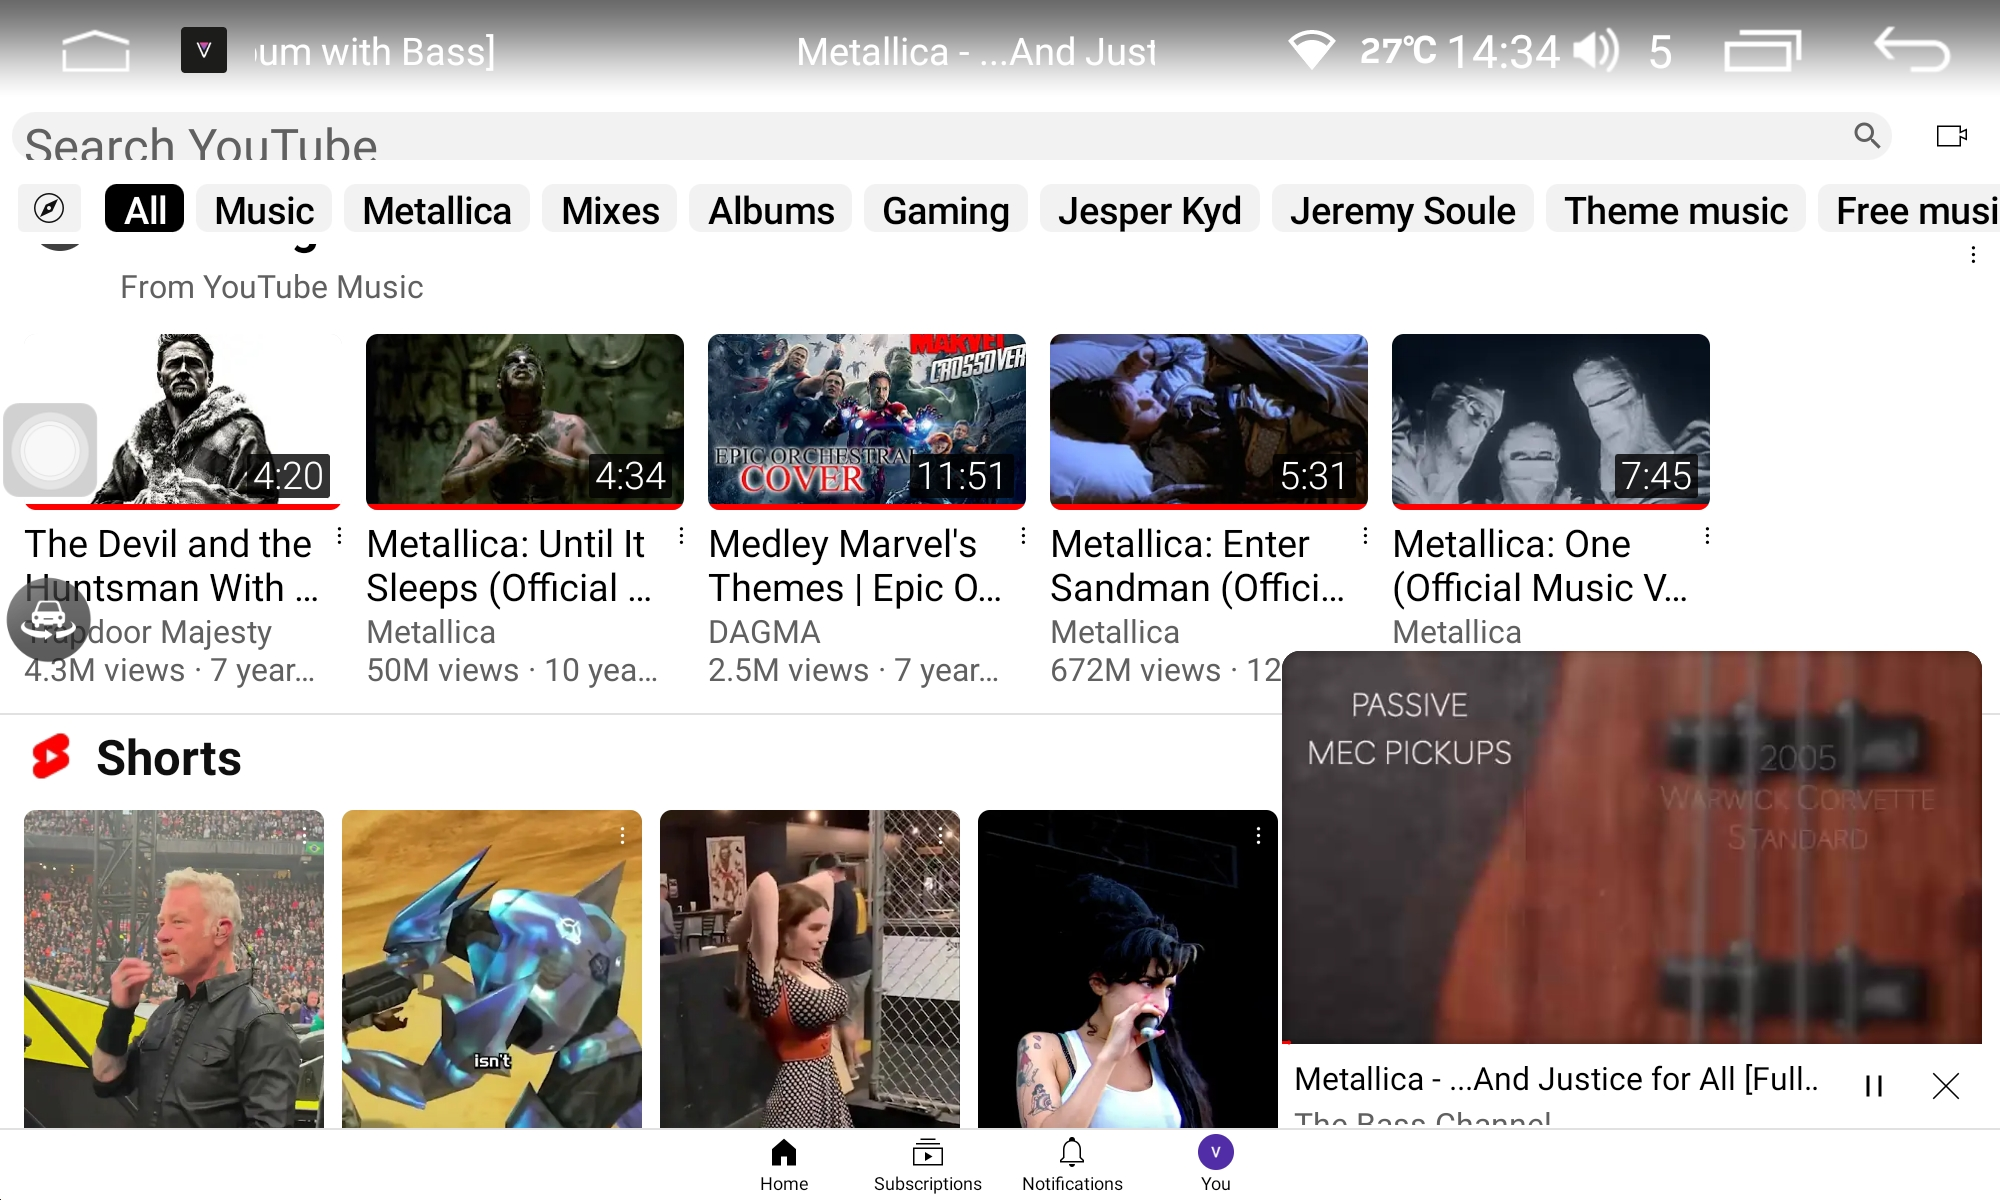 um with Bass]
Metallica - ...And Just
27°C 14:34 5
Search YouTube
All Music Metallica Mixes Albums Gaming Jesper Kyd Jeremy Soule Theme music Free musi
From YouTube Music
MARVEL
CROSSOVER
EPIC ORCHESTRAL
COVER
4:20
4:34
11:51
5:31
7:45
The Devil and the
Huntsman With ...
Trapdoor Majesty
4.3M views · 7 year...
Metallica: Until It
Sleeps (Official ...
Metallica
50M views · 10 yea...
Medley Marvel's
Themes | Epic O...
DAGMA
2.5M views · 7 year...
Metallica: Enter
Sandman (Offici...
Metallica
672M views · 12
Metallica: One
(Official Music V...
Metallica
Shorts
isn't
PASSIVE
MEC PICKUPS
2005
WARWICK CORVETTE
STANDARD
Metallica - ...And Justice for All [Full..
The Bass Channel
Home
Subscriptions
Notifications
V
You